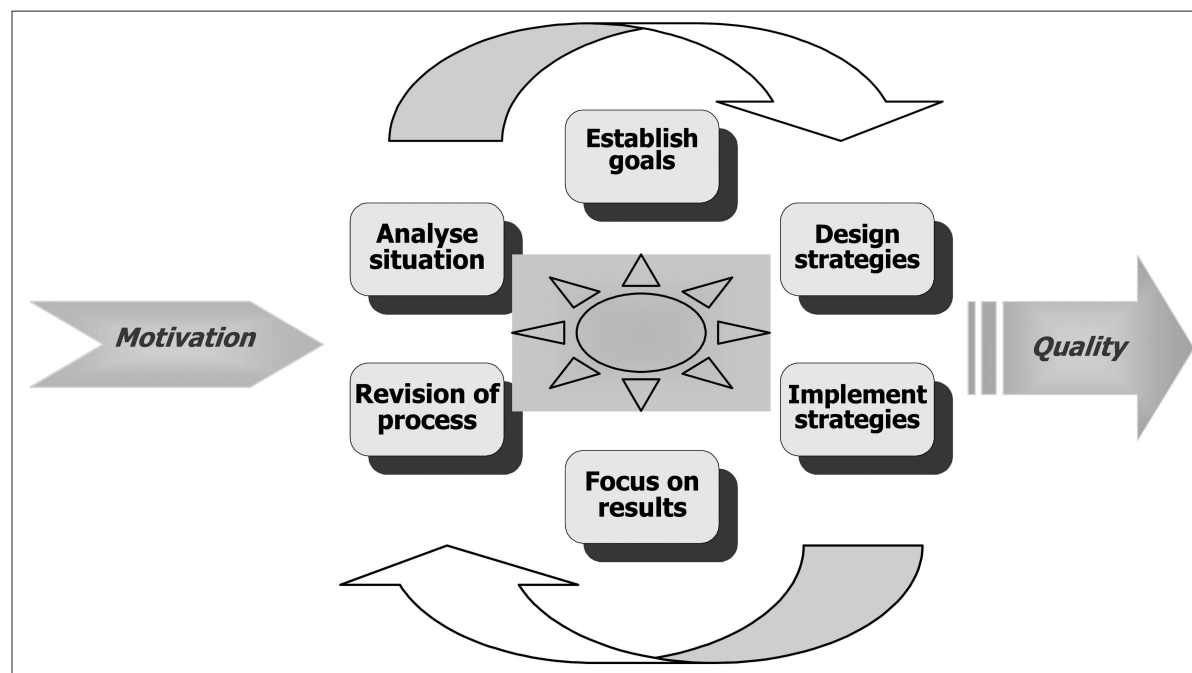 Establish
goals
Analyse
situation
Design
strategies
Motivation
Quality
Revision of
process
Implement
strategies
Focus on
results